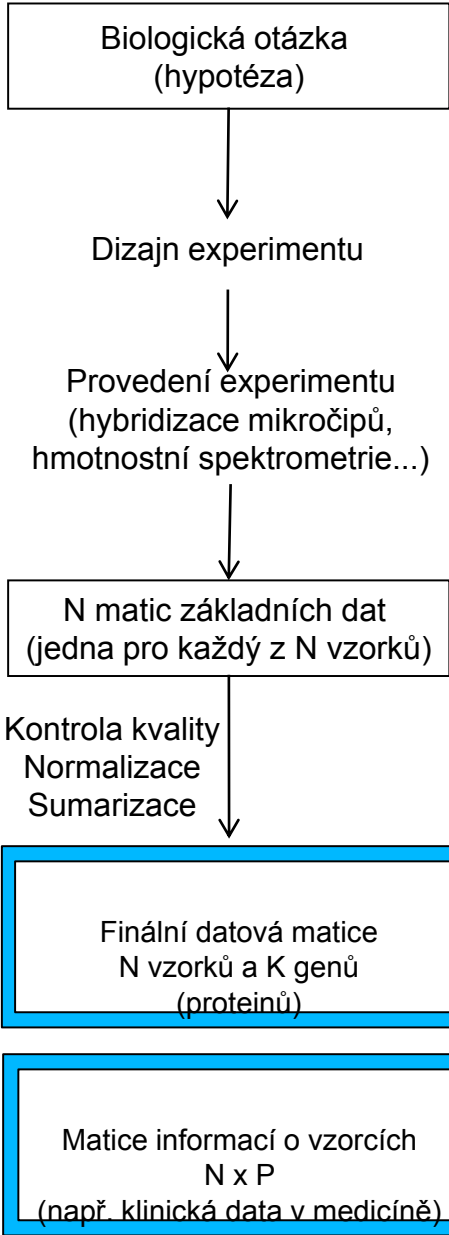 Biologická otázka
(hypotéza)
Dizajn experimentu
Provedení experimentu
(hybridizace mikročipů,
hmotnostní spektrometrie...)
N matic základních dat
(jedna pro každý z N vzorků)
Kontrola kvality
Normalizace
Sumarizace
Finální datová matice
N vzorků a K genů
(proteinů)
Matice informací o vzorcích
N x P
(např. klinická data v medicíně)